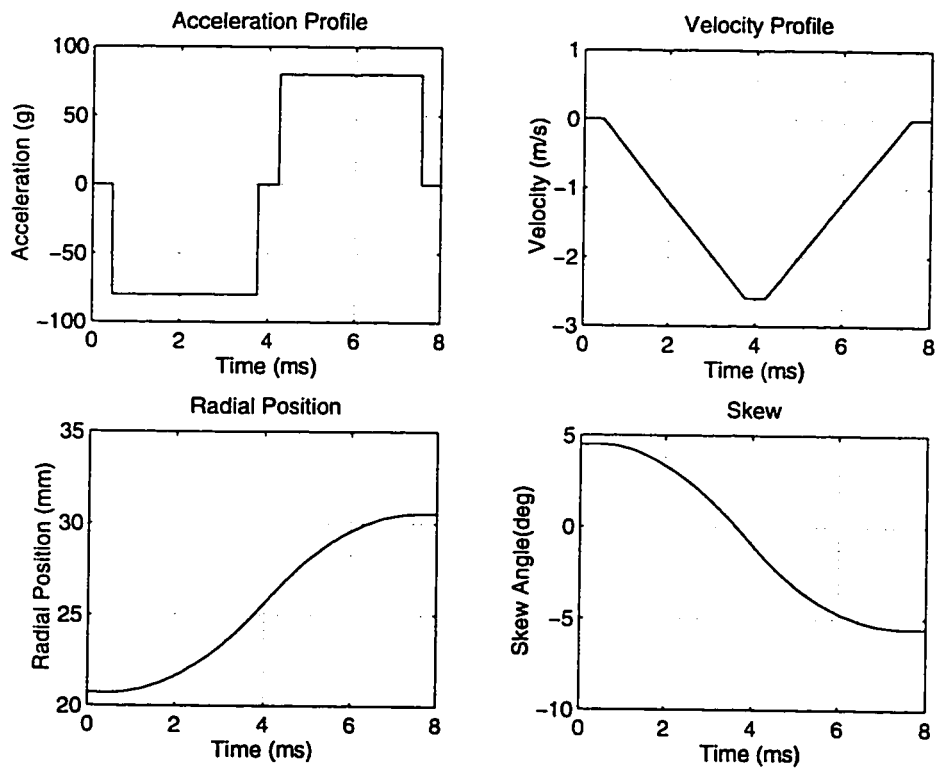 Acceleration Profile
100
50
0
−50
−100
Acceleration (g)
0 2 4 6 8
Time (ms)
Velocity Profile
1
0
−1
−2
−3
Velocity (m/s)
0 2 4 6 8
Time (ms)
Radial Position
35
30
25
20
Radial Position (mm)
0 2 4 6 8
Time (ms)
Skew
5
0
−5
−10
Skew Angle(deg)
0 2 4 6 8
Time (ms)